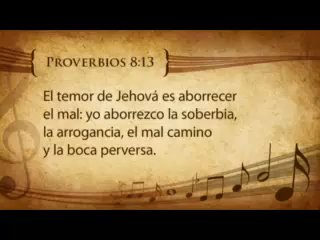 { PROVERBIOS 8:13 }
El temor de Jehová es aborrecer
el mal: yo aborrezco la soberbia,
la arrogancia, el mal camino
y la boca perversa.